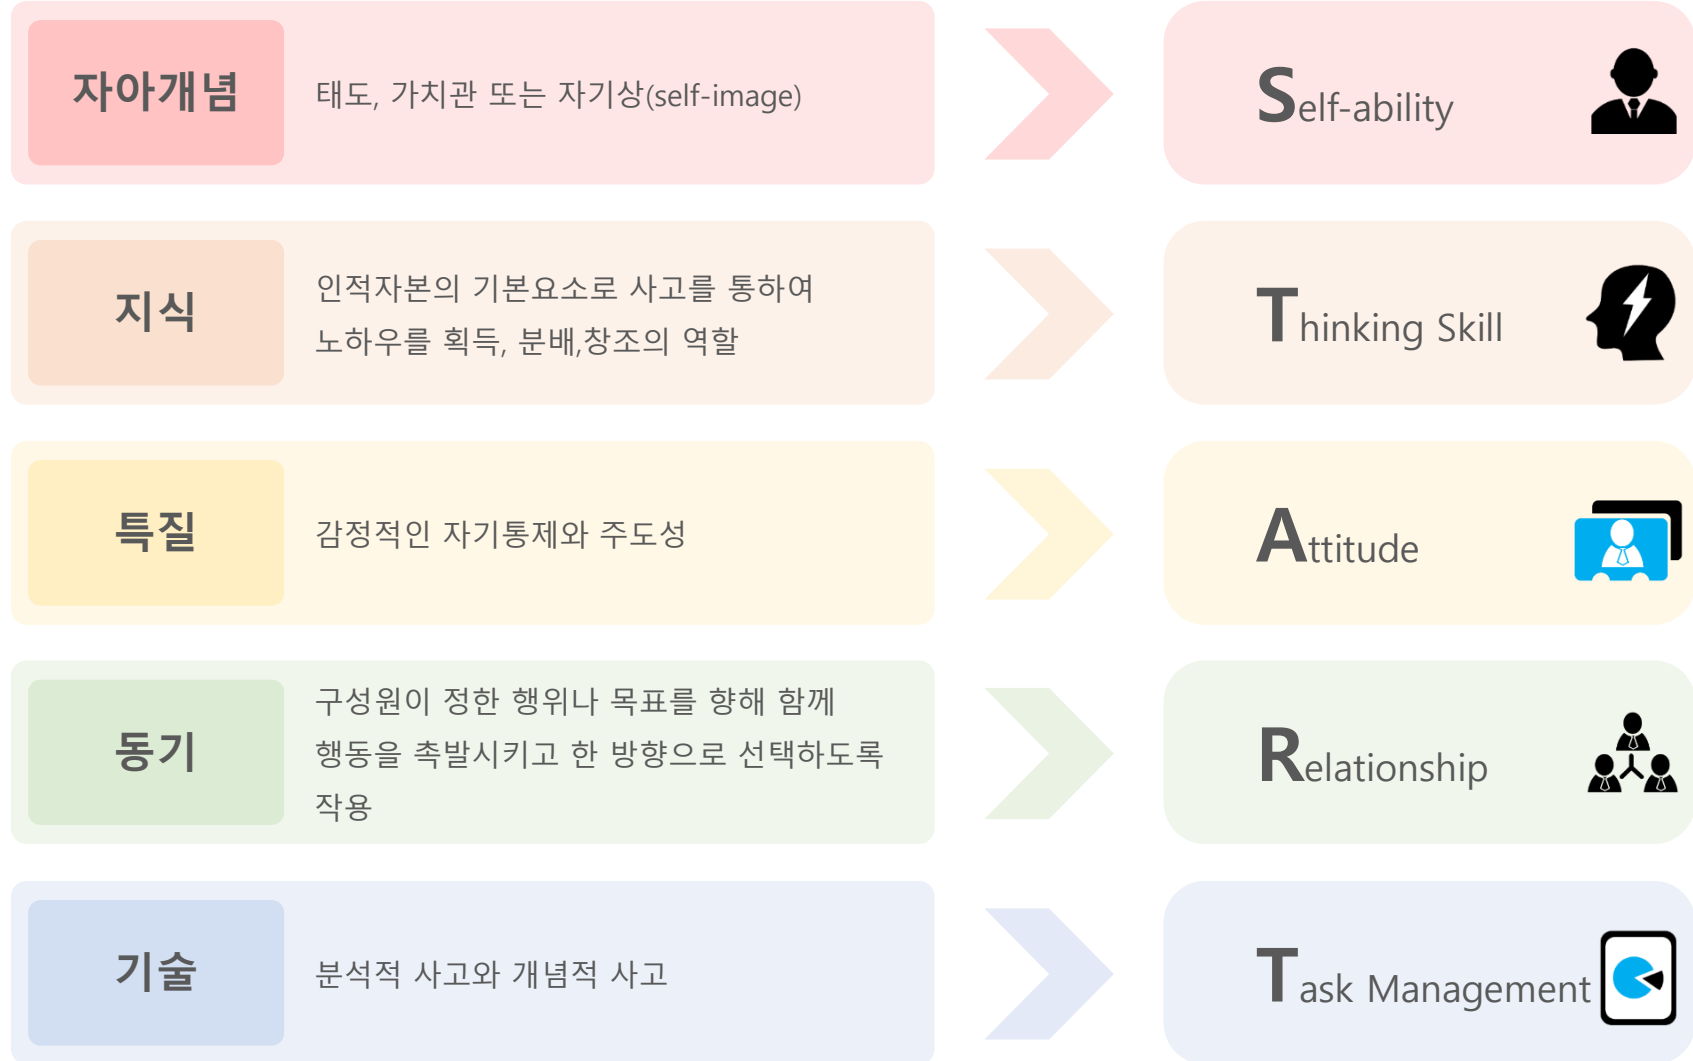 자아개념
태도, 가치관 또는 자기상(self-image)
Self-ability
지식
인적자본의 기본요소로 사고를 통하여
노하우를 획득, 분배,창조의 역할
Thinking Skill
특질
감정적인 자기통제와 주도성
Attitude
동기
구성원이 정한 행위나 목표를 향해 함께
행동을 촉발시키고 한 방향으로 선택하도록
작용
Relationship
기술
분석적 사고와 개념적 사고
Task Management